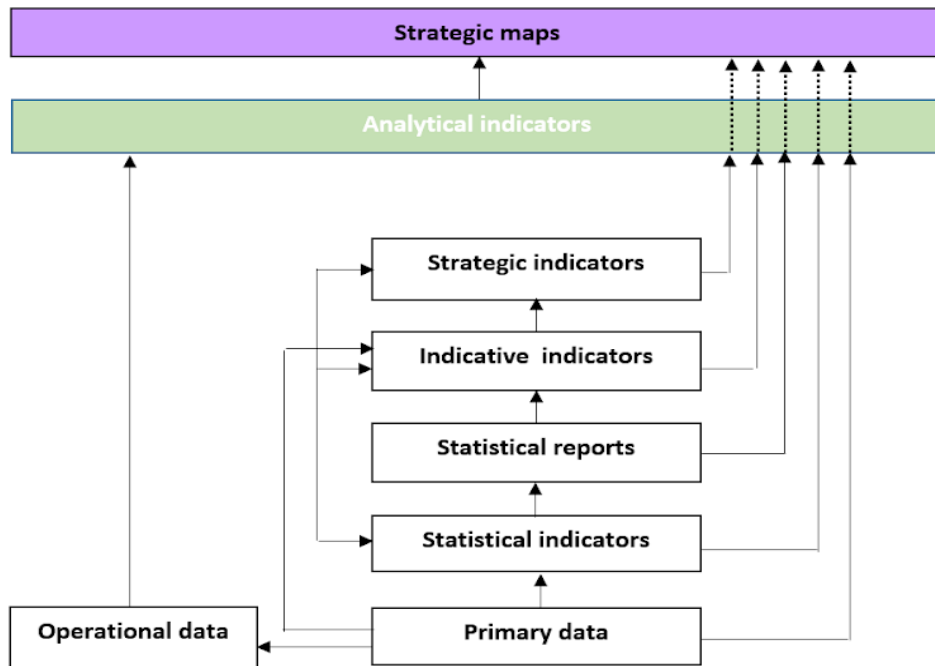 Strategic maps
Analytical indicators
Strategic indicators
Indicative indicators
Statistical reports
Statistical indicators
Operational data
Primary data